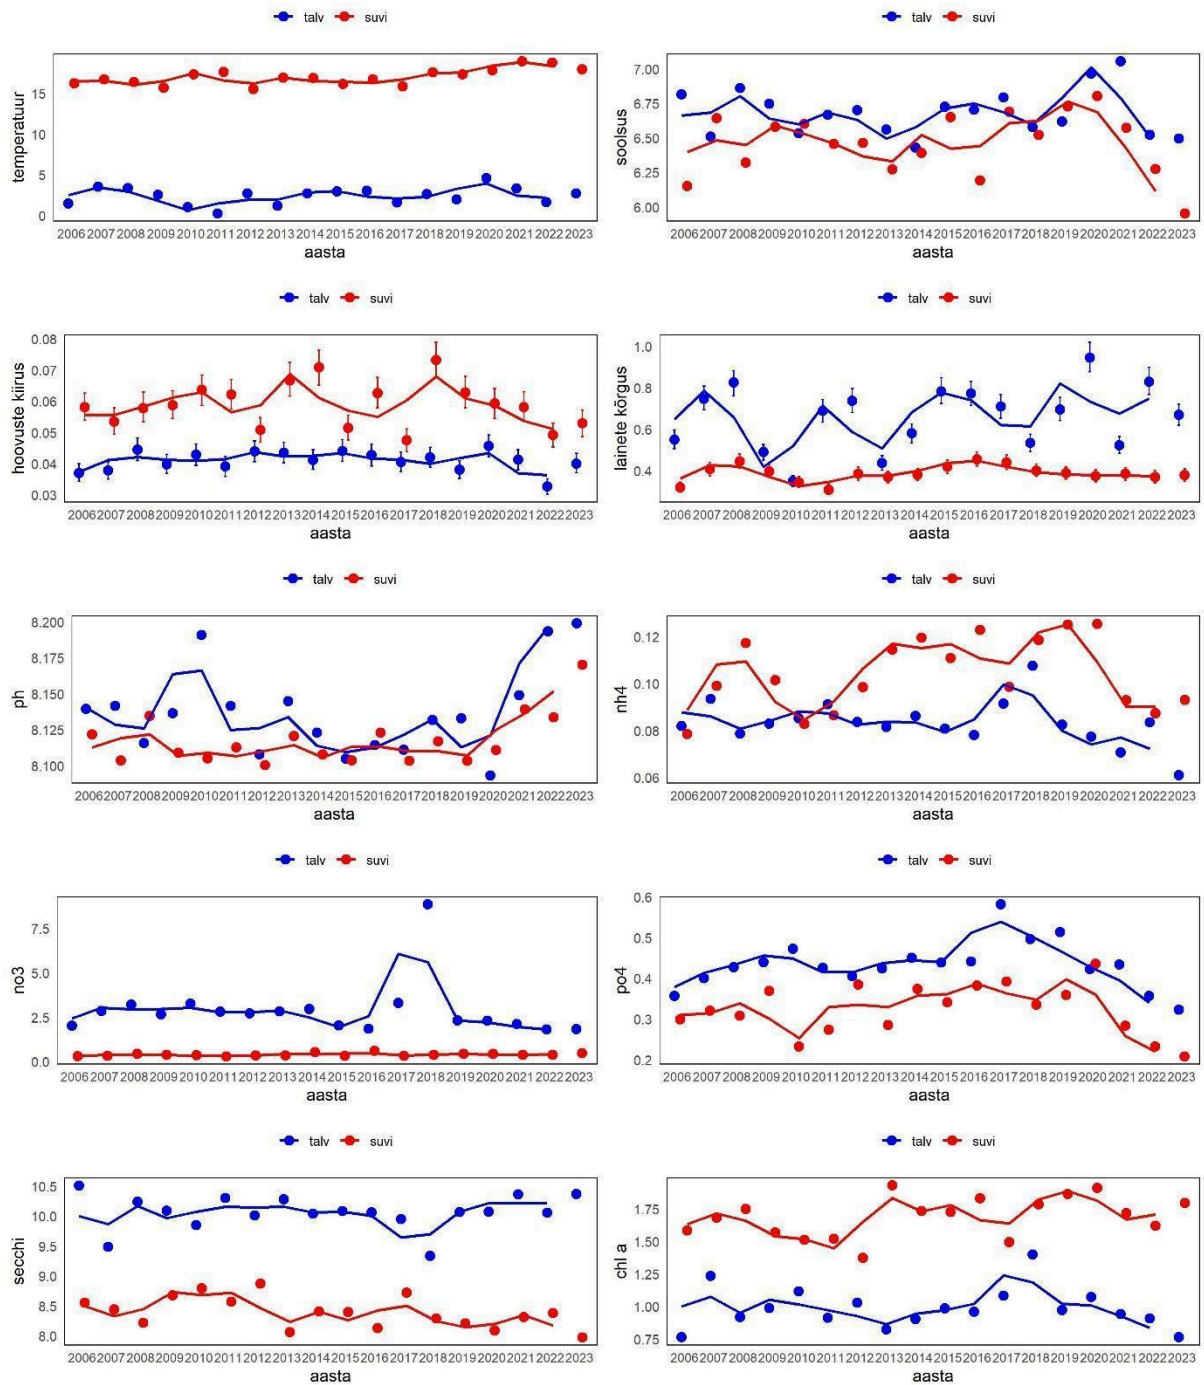 talv suvi
temperatuur
15
10
5
0
2006 2007 2008 2009 2010 2011 2012 2013 2014 2015 2016 2017 2018 2019 2020 2021 2022 2023
aasta
talv suvi
soolsus
7.00
6.75
6.50
6.25
6.00
2006 2007 2008 2009 2010 2011 2012 2013 2014 2015 2016 2017 2018 2019 2020 2021 2022 2023
aasta
talv suvi
hoovuste kiirus
0.08
0.07
0.06
0.05
0.04
0.03
2006 2007 2008 2009 2010 2011 2012 2013 2014 2015 2016 2017 2018 2019 2020 2021 2022 2023
aasta
talv suvi
lainete kõrgus
1.0
0.8
0.6
0.4
2006 2007 2008 2009 2010 2011 2012 2013 2014 2015 2016 2017 2018 2019 2020 2021 2022 2023
aasta
talv suvi
ph
8.200
8.175
8.150
8.125
8.100
2006 2007 2008 2009 2010 2011 2012 2013 2014 2015 2016 2017 2018 2019 2020 2021 2022 2023
aasta
talv suvi
nh4
0.12
0.10
0.08
0.06
2006 2007 2008 2009 2010 2011 2012 2013 2014 2015 2016 2017 2018 2019 2020 2021 2022 2023
aasta
talv suvi
no3
7.5
5.0
2.5
0.0
2006 2007 2008 2009 2010 2011 2012 2013 2014 2015 2016 2017 2018 2019 2020 2021 2022 2023
aasta
talv suvi
po4
0.6
0.5
0.4
0.3
0.2
2006 2007 2008 2009 2010 2011 2012 2013 2014 2015 2016 2017 2018 2019 2020 2021 2022 2023
aasta
talv suvi
secchi
10.5
10.0
9.5
9.0
8.5
8.0
2006 2007 2008 2009 2010 2011 2012 2013 2014 2015 2016 2017 2018 2019 2020 2021 2022 2023
aasta
talv suvi
chl a
1.75
1.50
1.25
1.00
0.75
2006 2007 2008 2009 2010 2011 2012 2013 2014 2015 2016 2017 2018 2019 2020 2021 2022 2023
aasta